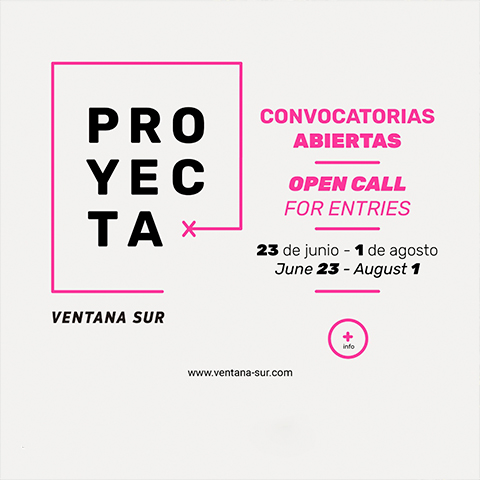 PRO
YEC
TA
VENTANA SUR
CONVOCATORIAS
ABIERTAS
OPEN CALL
FOR ENTRIES
23 de junio - 1 de agosto
June 23 - August 1
+
info
www.ventana-sur.com